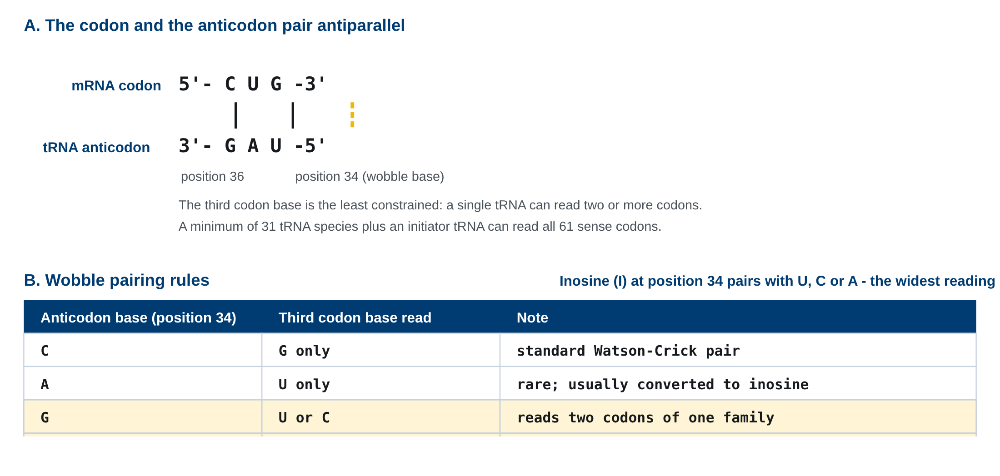 A. The codon and the anticodon pair antiparallel
mRNA codon 5'- C U G -3'
tRNA anticodon 3'- G A U -5'
position 36 position 34 (wobble base)
The third codon base is the least constrained: a single tRNA can read two or more codons.
A minimum of 31 tRNA species plus an initiator tRNA can read all 61 sense codons.
B. Wobble pairing rules Inosine (I) at position 34 pairs with U, C or A - the widest reading
Anticodon base (position 34) Third codon base read Note
C G only standard Watson-Crick pair
A U only rare; usually converted to inosine
G U or C reads two codons of one family